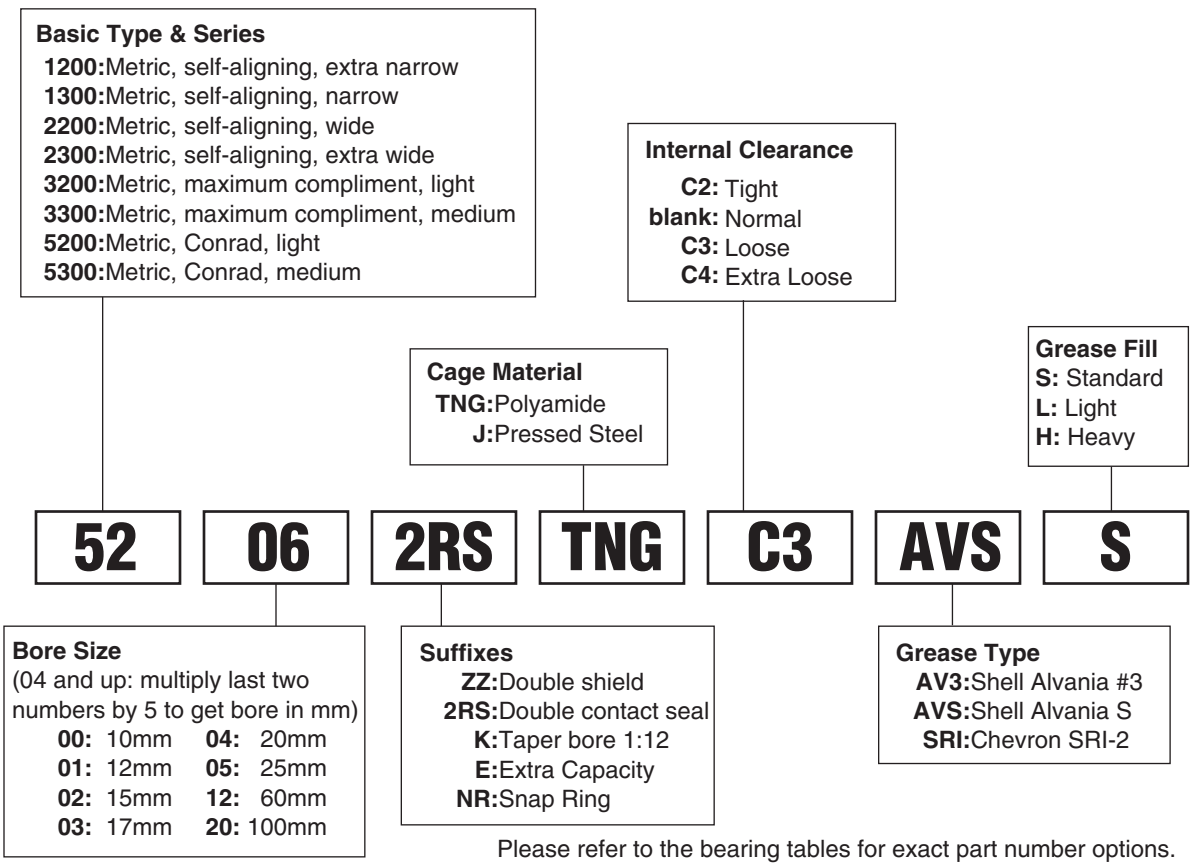 Basic Type & Series
1200:Metric, self-aligning, extra narrow
1300:Metric, self-aligning, narrow
2200:Metric, self-aligning, wide
2300:Metric, self-aligning, extra wide
3200:Metric, maximum compliment, light
3300:Metric, maximum compliment, medium
5200:Metric, Conrad, light
5300:Metric, Conrad, medium
Internal Clearance
C2: Tight
blank: Normal
C3: Loose
C4: Extra Loose
Cage Material
TNG:Polyamide
J:Pressed Steel
Grease Fill
S: Standard
L: Light
H: Heavy
52 06 2RS TNG C3 AVS S
Bore Size
(04 and up: multiply last two
numbers by 5 to get bore in mm)
00: 10mm 04: 20mm
01: 12mm 05: 25mm
02: 15mm 12: 60mm
03: 17mm 20: 100mm
Suffixes
ZZ:Double shield
2RS:Double contact seal
K:Taper bore 1:12
E:Extra Capacity
NR:Snap Ring
Grease Type
AV3:Shell Alvania #3
AVS:Shell Alvania S
SRI:Chevron SRI-2
Please refer to the bearing tables for exact part number options.